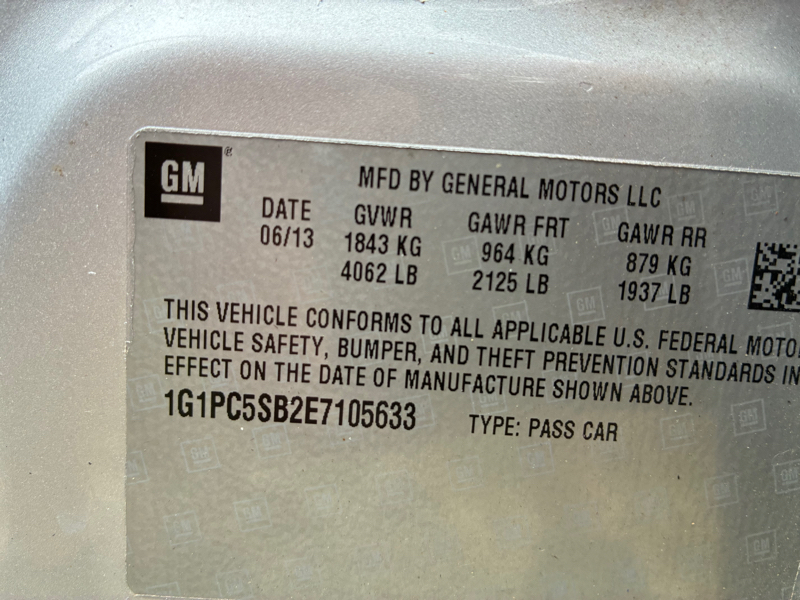 GM ®
MFD BY GENERAL MOTORS LLC
DATE GVWR GAWR FRT GAWR RR
06/13 1843 KG 964 KG 879 KG
4062 LB 2125 LB 1937 LB
THIS VEHICLE CONFORMS TO ALL APPLICABLE U.S. FEDERAL MOTO
VEHICLE SAFETY, BUMPER, AND THEFT PREVENTION STANDARDS IN
EFFECT ON THE DATE OF MANUFACTURE SHOWN ABOVE.
1G1PC5SB2E7105633 TYPE: PASS CAR